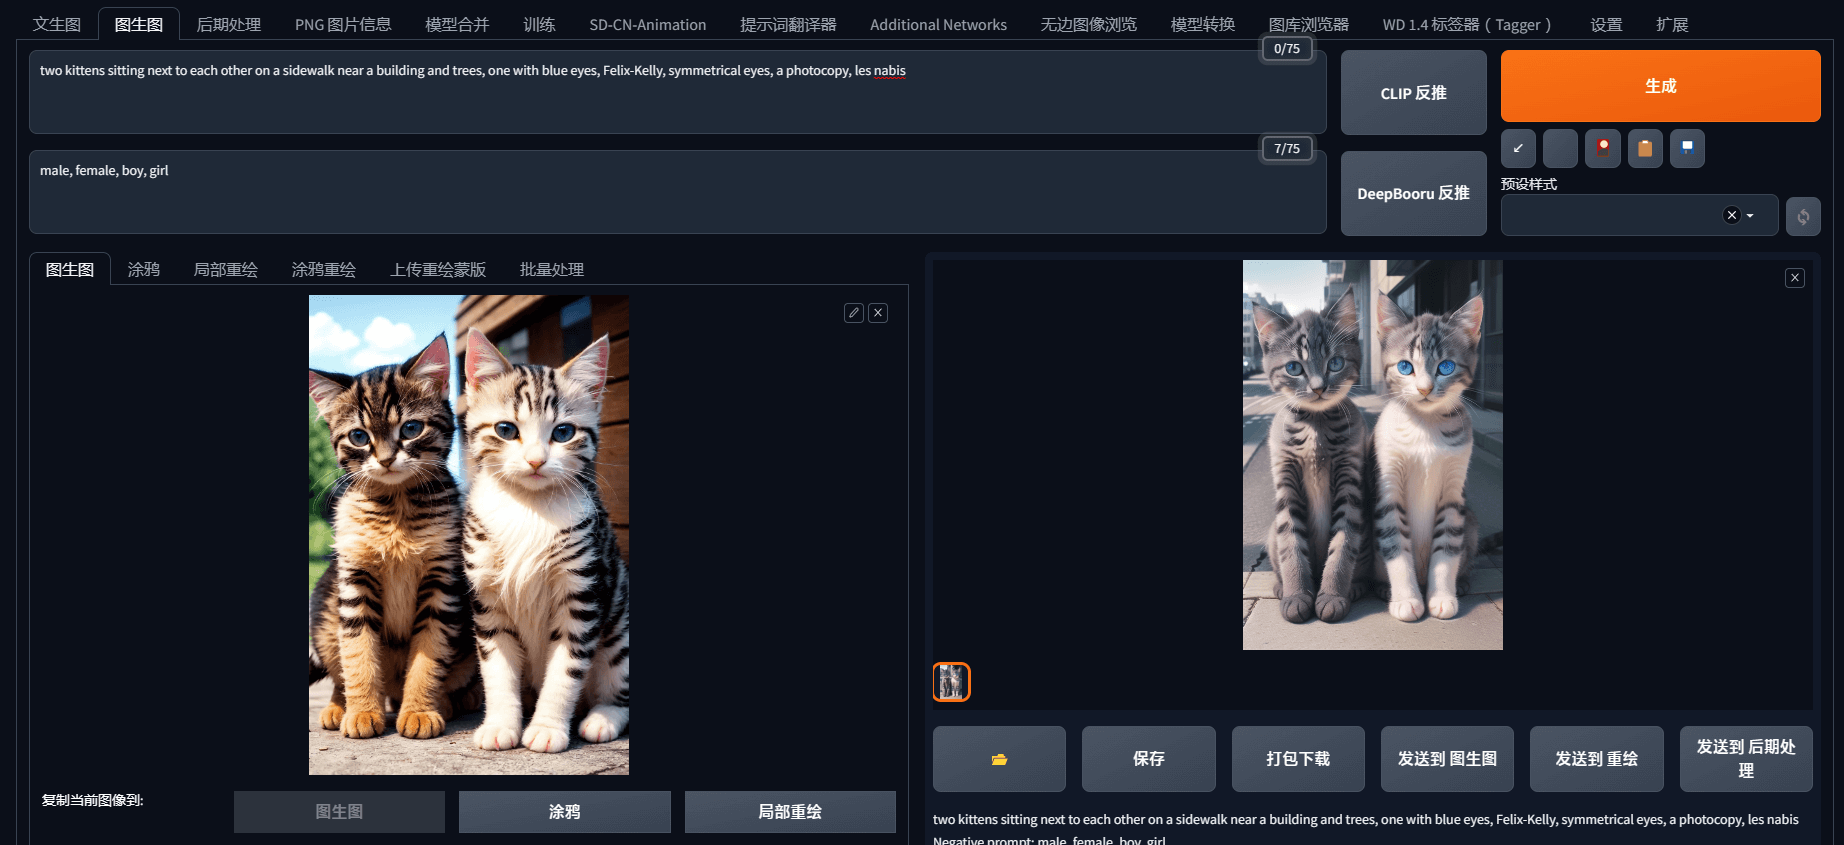 文生图 图生图 后期处理 PNG 图片信息 模型合并 训练 SD-CN-Animation 提示词翻译器 Additional Networks 无边图像浏览 模型转换 图库浏览器 WD 1.4 标签器 ( Tagger ) 设置 扩展
0/75
two kittens sitting next to each other on a sidewalk near a building and trees, one with blue eyes, Felix-Kelly, symmetrical eyes, a photocopy, les nabis
CLIP 反推
生成
7/75
male, female, boy, girl
DeepBooru 反推
预设样式
图生图 涂鸦 局部重绘 涂鸦重绘 上传重绘蒙版 批量处理
保存 打包下载 发送到 图生图 发送到 重绘 发送到 后期处
理
复制当前图像到: 图生图 涂鸦 局部重绘
two kittens sitting next to each other on a sidewalk near a building and trees, one with blue eyes, Felix-Kelly, symmetrical eyes, a photocopy, les nabis
Negative prompt: male, female, boy, girl